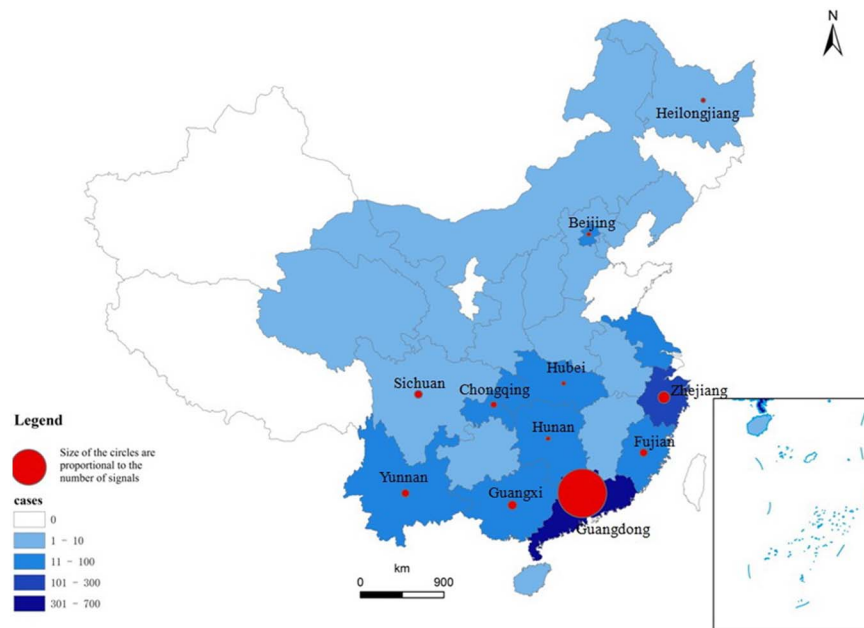 N
Heilongjiang
Beijing
Hubei
Sichuan
Chongqing
Zhejiang
Hunan
Fujian
Yunnan
Guangxi
Guangdong
Legend
Size of the circles are
proportional to the
number of signals
cases
0
1 - 10
11 - 100
101 - 300
301 - 700
km
0 900